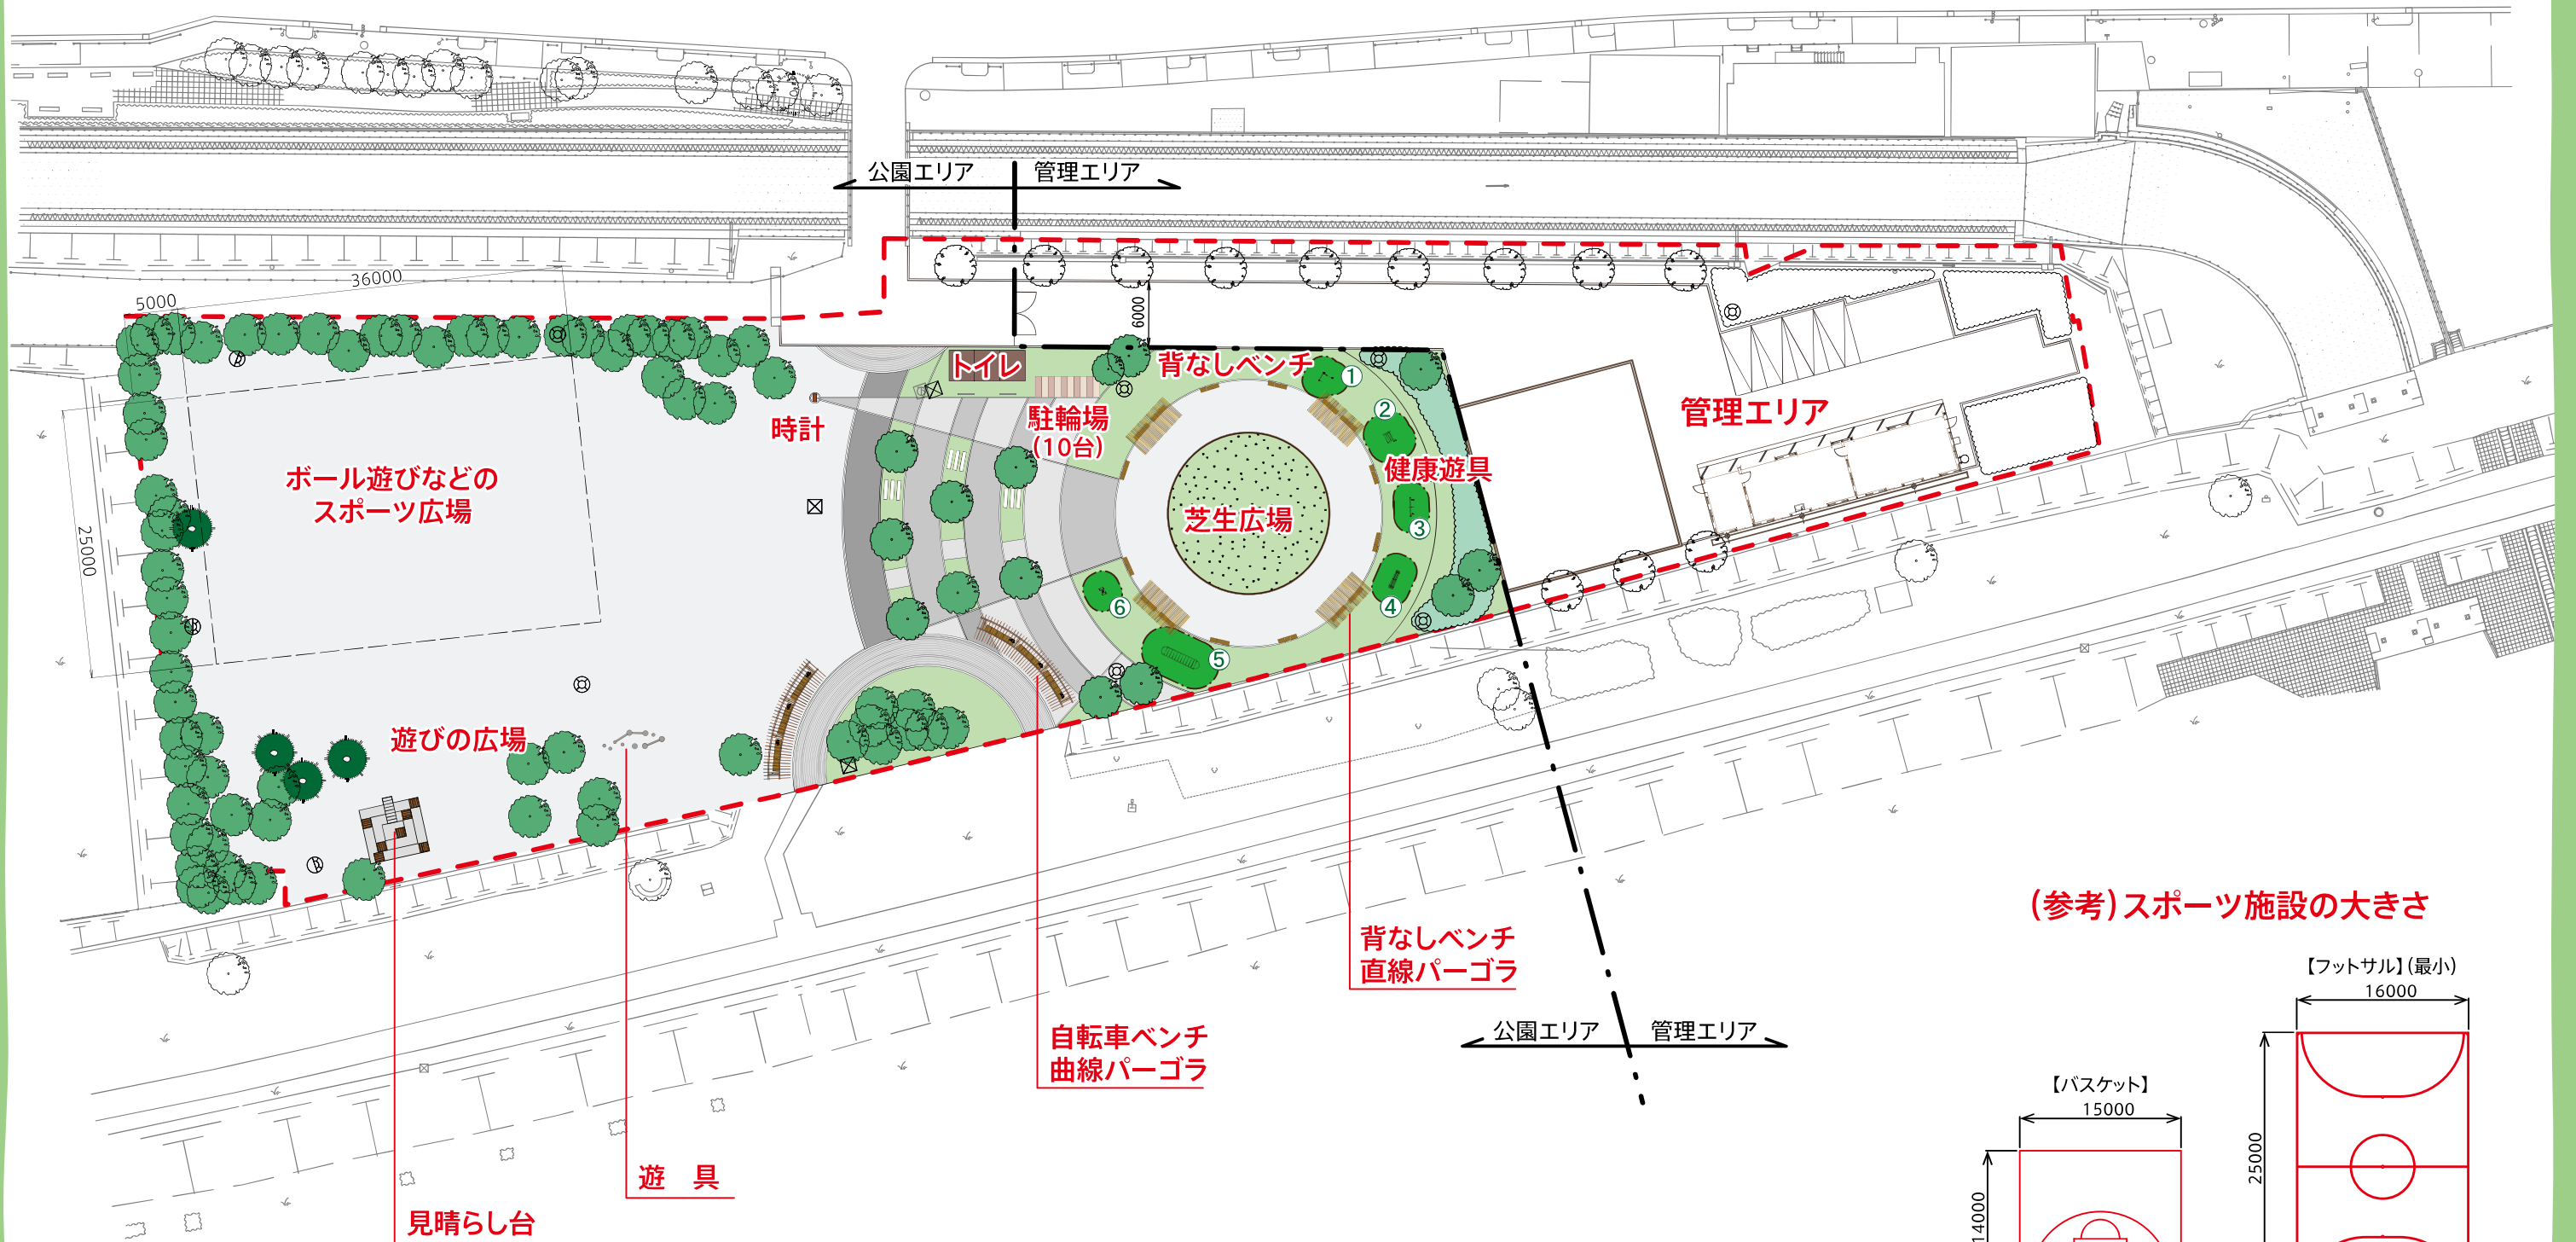 公園エリア
管理エリア
36000
5000
6000
トイレ
背なしベンチ
①
②
駐輪場
(10台)
時計
管理エリア
健康遊具
ボール遊びなどの
スポーツ広場
芝生広場
③
25000
④
⑥
⑤
遊びの広場
(参考)スポーツ施設の大きさ
背なしベンチ
直線パーゴラ
【フットサル】(最小)
16000
自転車ベンチ
曲線パーゴラ
公園エリア
管理エリア
【バスケット】
15000
25000
遊 具
見晴らし台
14000